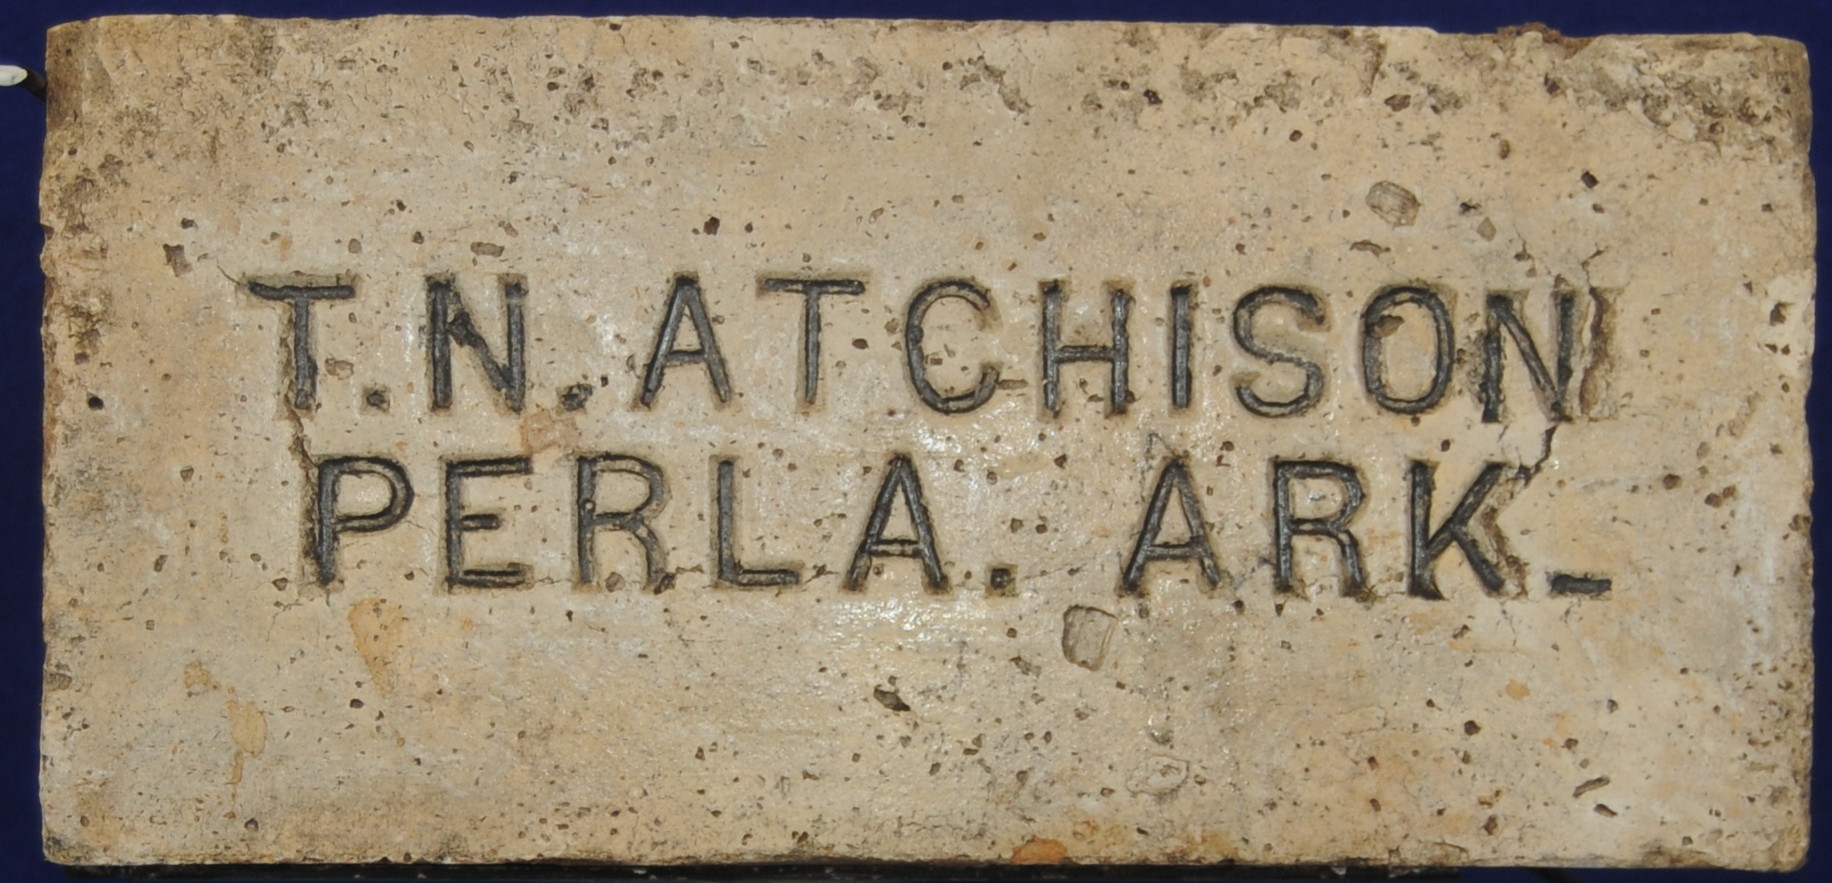 T.N. ATCHISON
PERLA. ARK-